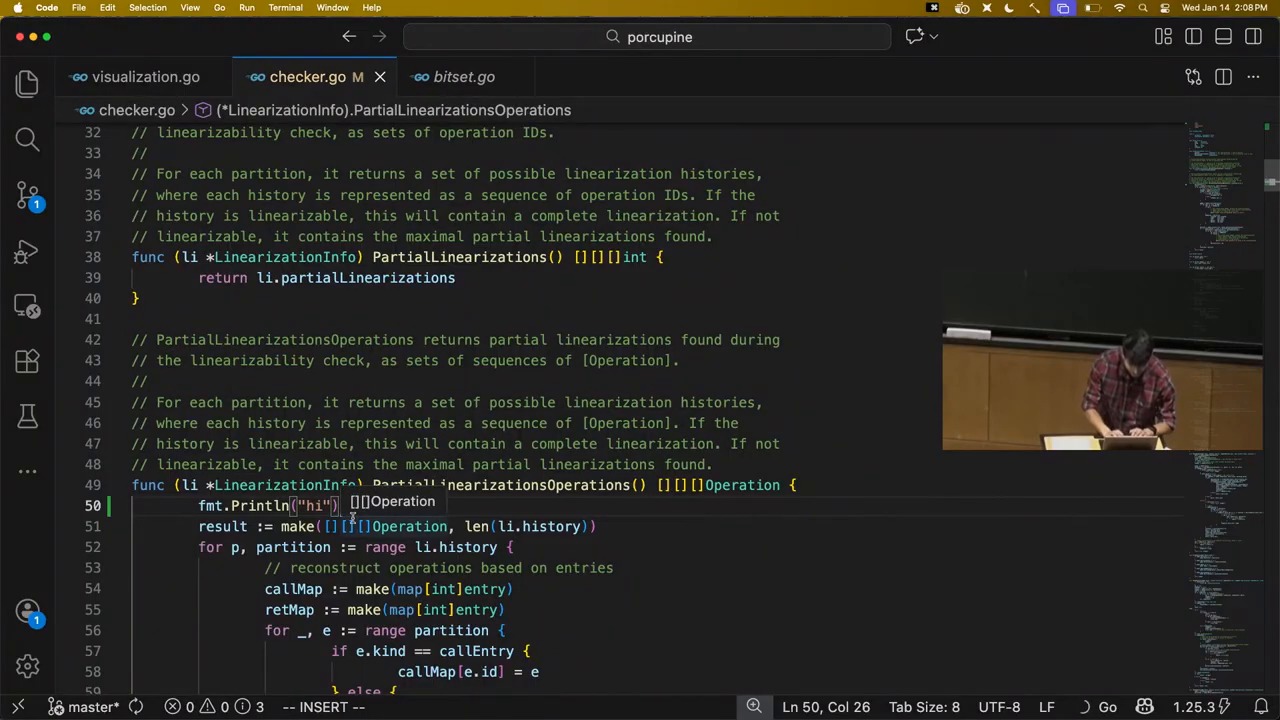 Code File Edit Selection View Go Run Terminal Window Help Wed Jan 14 2:08 PM
porcupine
visualization.go checker.go M bitset.go
checker.go > (*LinearizationInfo).PartialLinearizationsOperations
32 // linearizability check, as sets of operation IDs.
33 //
34 // For each partition, it returns a set of possible linearization histories,
35 // where each history is represented as a sequence of operation IDs. If the
36 // history is linearizable, this will contain a complete linearization. If not
37 // linearizable, it contains the maximal partial linearizations found.
38 func (li *LinearizationInfo) PartialLinearizations() [][][]int {
39 return li.partialLinearizations
40 }
41
42 // PartialLinearizationsOperations returns partial linearizations found during
43 // the linearizability check, as sets of sequences of [Operation].
44 //
45 // For each partition, it returns a set of possible linearization histories,
46 // where each history is represented as a sequence of [Operation]. If the
47 // history is linearizable, this will contain a complete linearization. If not
48 // linearizable, it contains the maximal partial linearizations found.
49 func (li *LinearizationInfo) PartialLinearizationsOperations() [][][]Operation {
50 fmt.Println("hi") [][]Operation
51 result := make([][][]Operation, len(li.history))
52 for p, partition := range li.history {
53 // reconstruct operations based on entries
54 callMap := make(map[int]entry)
55 retMap := make(map[int]entry)
56 for _, e := range partition {
57 if e.kind == callEntry {
58 callMap[e.id] = e
59 } else {
1
1
master* 0 0 3 -- INSERT -- Ln 50, Col 26 Tab Size: 8 UTF-8 LF Go 1.25.3